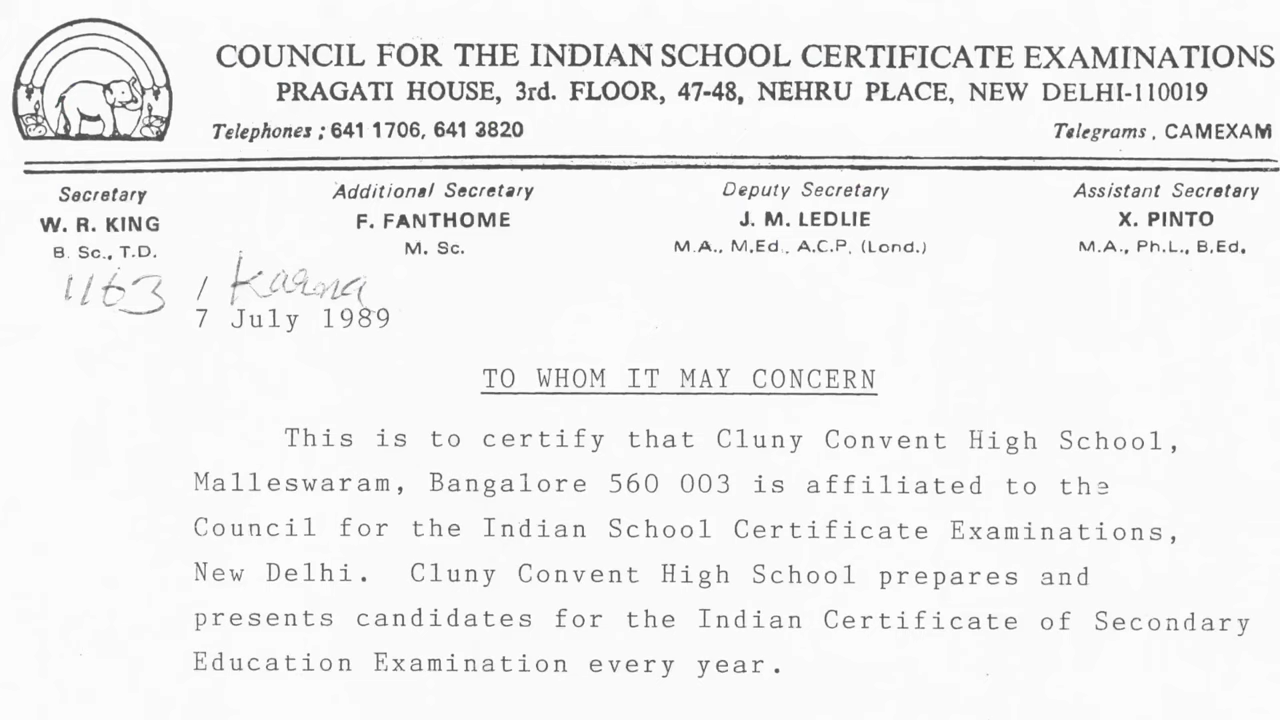 COUNCIL FOR THE INDIAN SCHOOL CERTIFICATE EXAMINATIONS
PRAGATI HOUSE, 3rd. FLOOR, 47-48, NEHRU PLACE, NEW DELHI-110019
Telephones ; 641 1706, 641 3820 Telegrams . CAMEXAM
Secretary Additional Secretary Deputy Secretary Assistant Secretary
W. R. KING F. FANTHOME J. M. LEDLIE X. PINTO
B. Sc., T.D. M. Sc. M.A., M.Ed., A.C.P. (Lond.) M.A., Ph.L., B.Ed.
1163 / Karna
7 July 1989
TO WHOM IT MAY CONCERN
This is to certify that Cluny Convent High School,
Malleswaram, Bangalore 560 003 is affiliated to the
Council for the Indian School Certificate Examinations,
New Delhi. Cluny Convent High School prepares and
presents candidates for the Indian Certificate of Secondary
Education Examination every year.